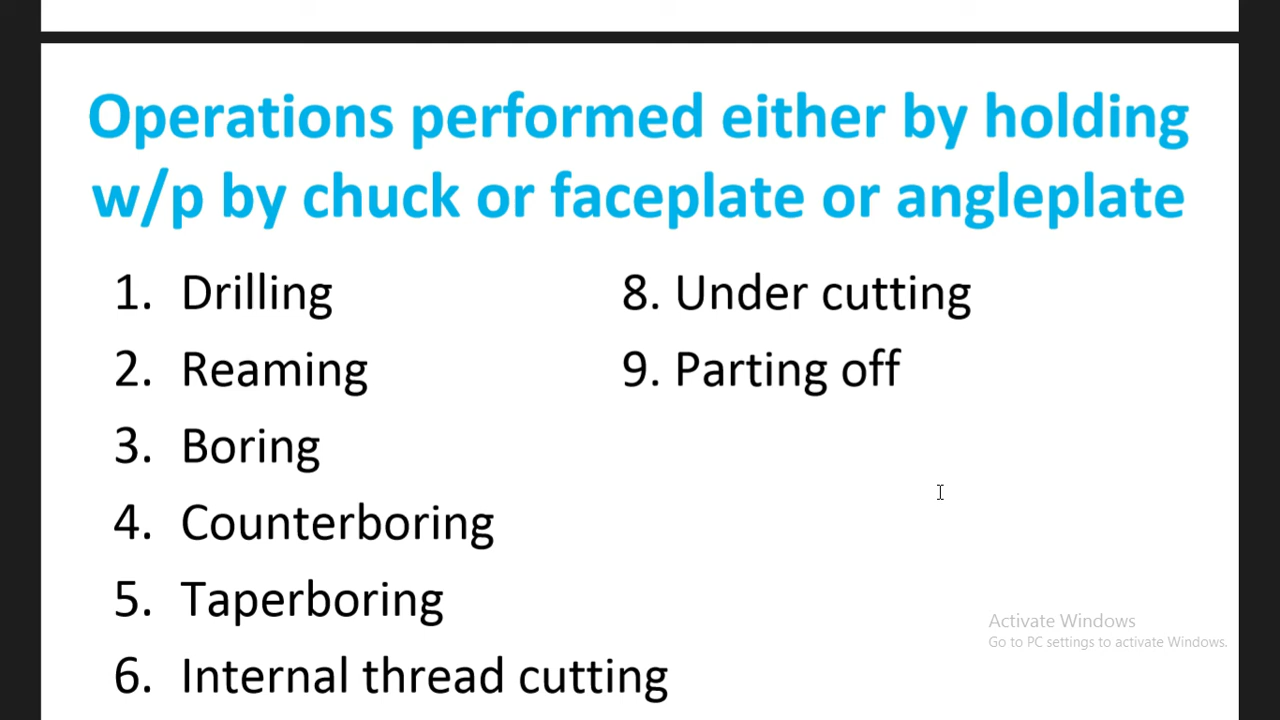 Operations performed either by holding
w/p by chuck or faceplate or angleplate
1. Drilling
2. Reaming
3. Boring
4. Counterboring
5. Taperboring
6. Internal thread cutting
8. Under cutting
9. Parting off
Activate Windows
Go to PC settings to activate Windows.